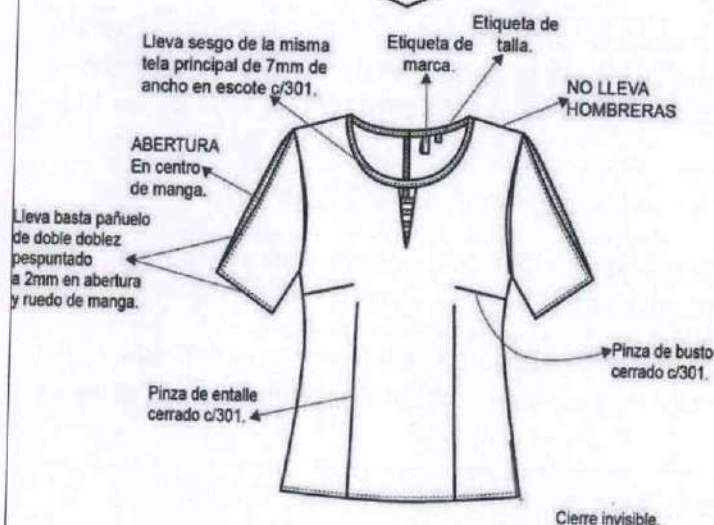 Etiqueta de
talla.
Lleva sesgo de la misma
tela principal de 7mm de
ancho en escote c/301.
Etiqueta de
marca.
NO LLEVA
HOMBRERAS
ABERTURA
En centro
de manga.
Lleva basta pañuelo
de doble doblez
pespuntado
a 2mm en abertura
y ruedo de manga.
Pinza de busto
cerrado c/301.
Pinza de entalle
cerrado c/301.
Cierre invisible.